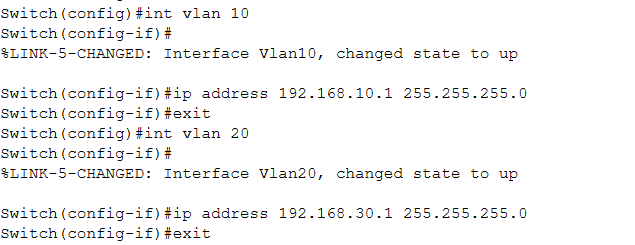 Switch(config)#int vlan 10
Switch(config-if)#
%LINK-5-CHANGED: Interface Vlan10, changed state to up
Switch(config-if)#ip address 192.168.10.1 255.255.255.0
Switch(config-if)#exit
Switch(config)#int vlan 20
Switch(config-if)#
%LINK-5-CHANGED: Interface Vlan20, changed state to up
Switch(config-if)#ip address 192.168.30.1 255.255.255.0
Switch(config-if)#exit